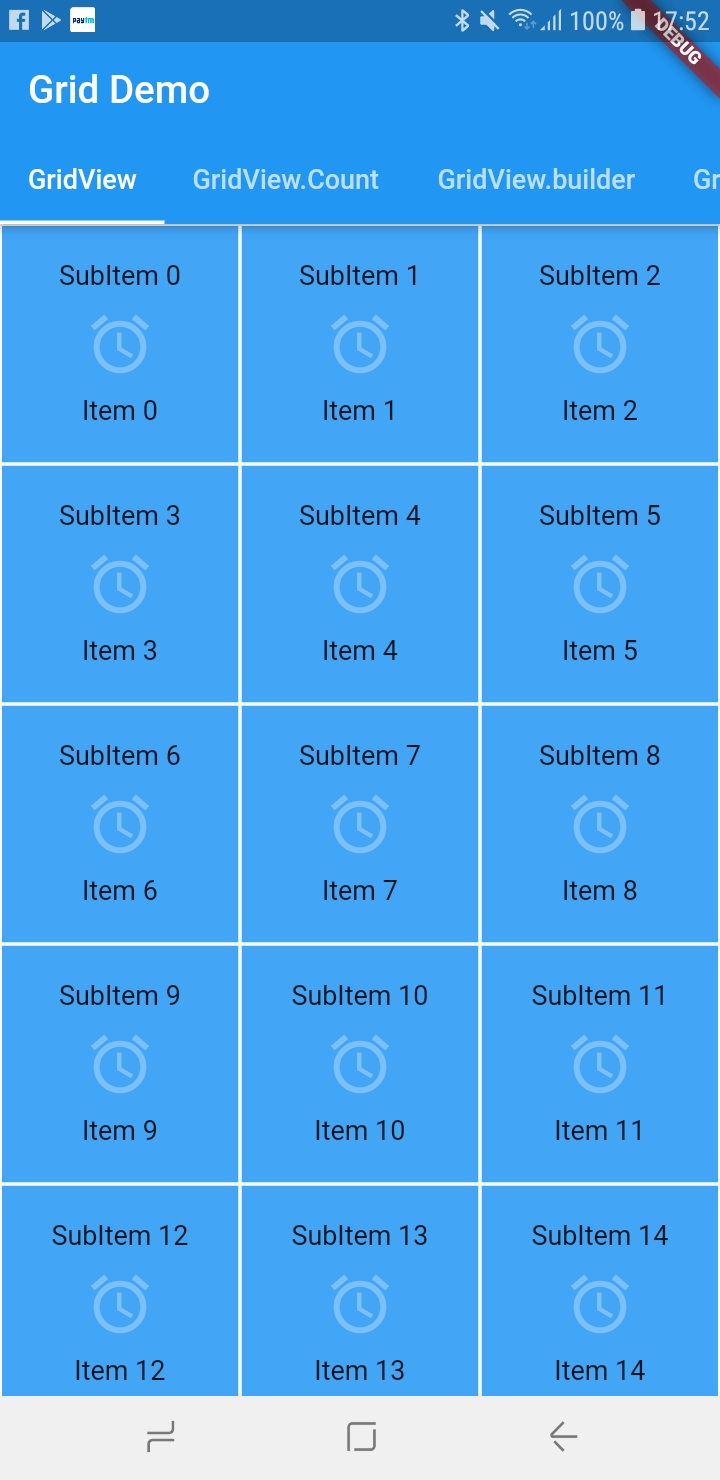 paytm 100% 17:52
DEBUG
Grid Demo
GridView GridView.Count GridView.builder Gr
SubItem 0 SubItem 1 SubItem 2
Item 0 Item 1 Item 2
SubItem 3 SubItem 4 SubItem 5
Item 3 Item 4 Item 5
SubItem 6 SubItem 7 SubItem 8
Item 6 Item 7 Item 8
SubItem 9 SubItem 10 SubItem 11
Item 9 Item 10 Item 11
SubItem 12 SubItem 13 SubItem 14
Item 12 Item 13 Item 14